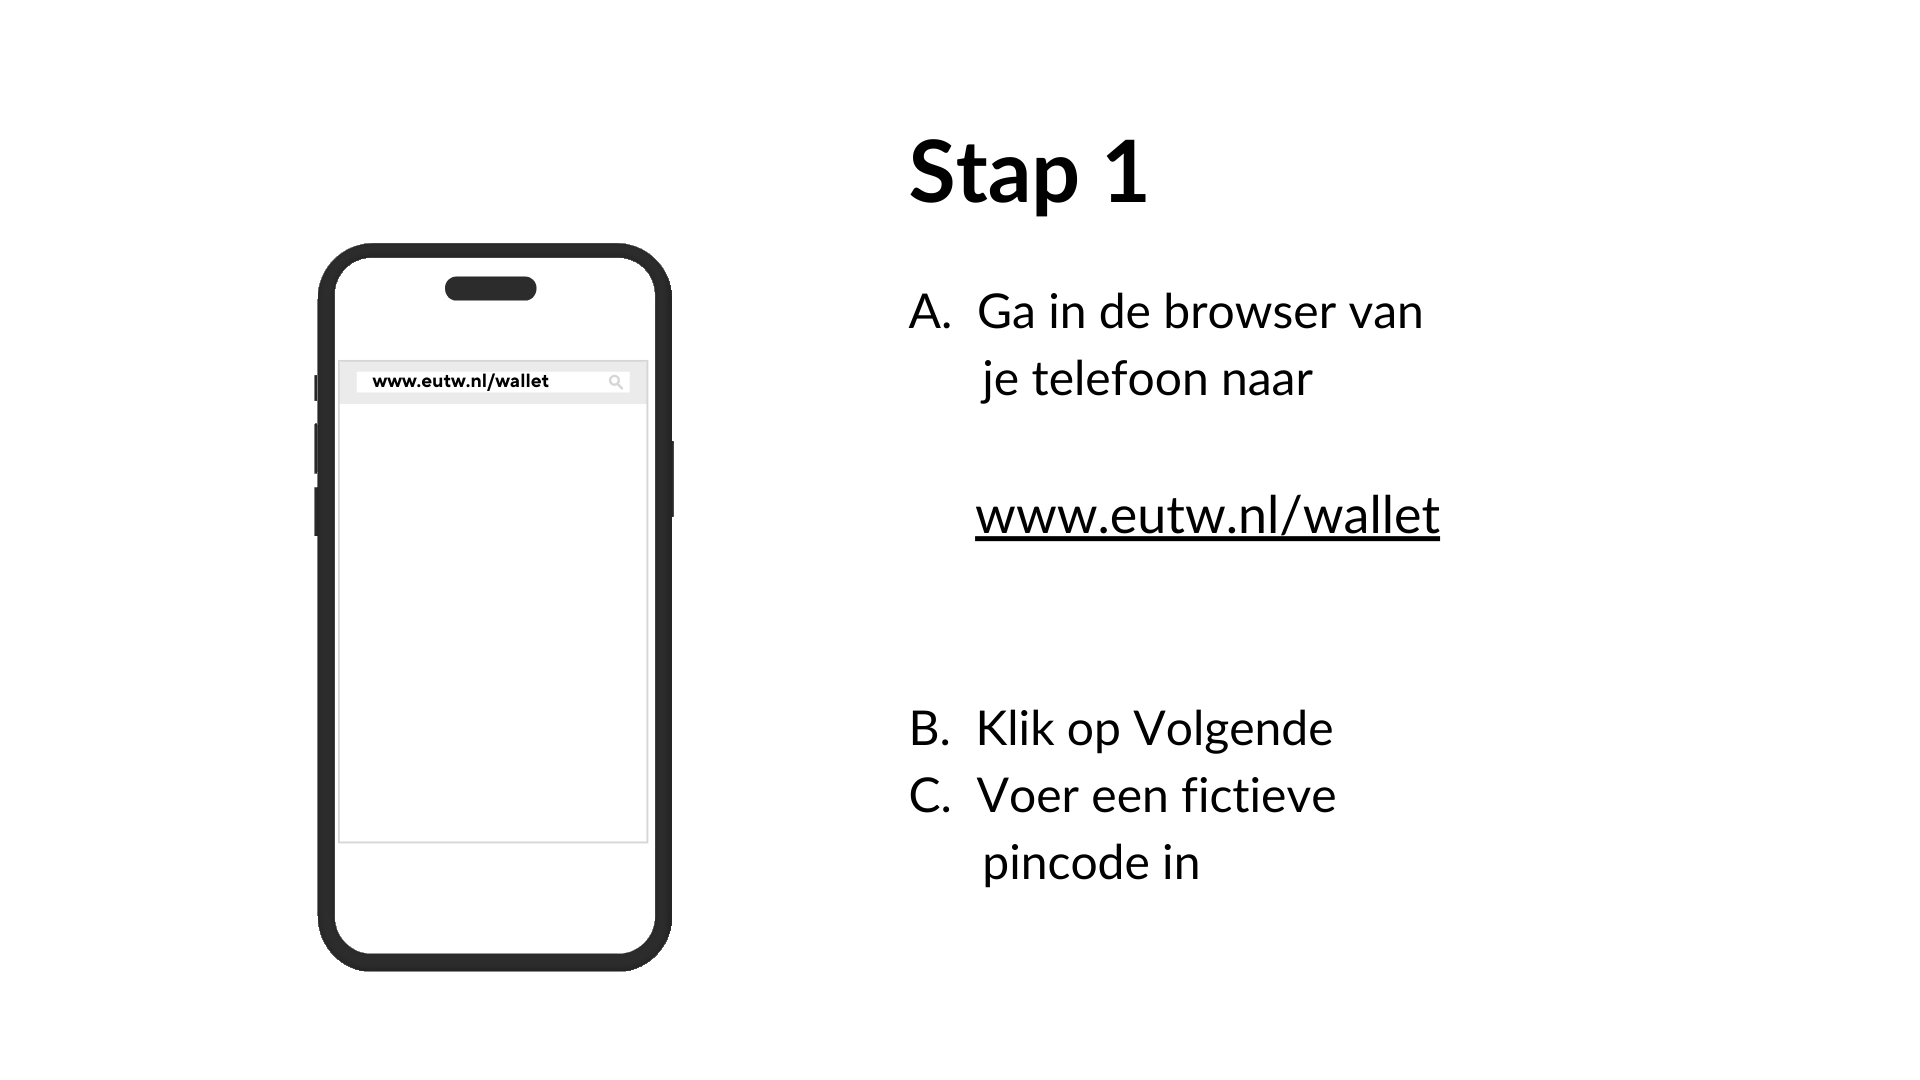 Stap 1
www.eutw.nl/wallet
A. Ga in de browser van
je telefoon naar
www.eutw.nl/wallet
B. Klik op Volgende
C. Voer een fictieve
pincode in